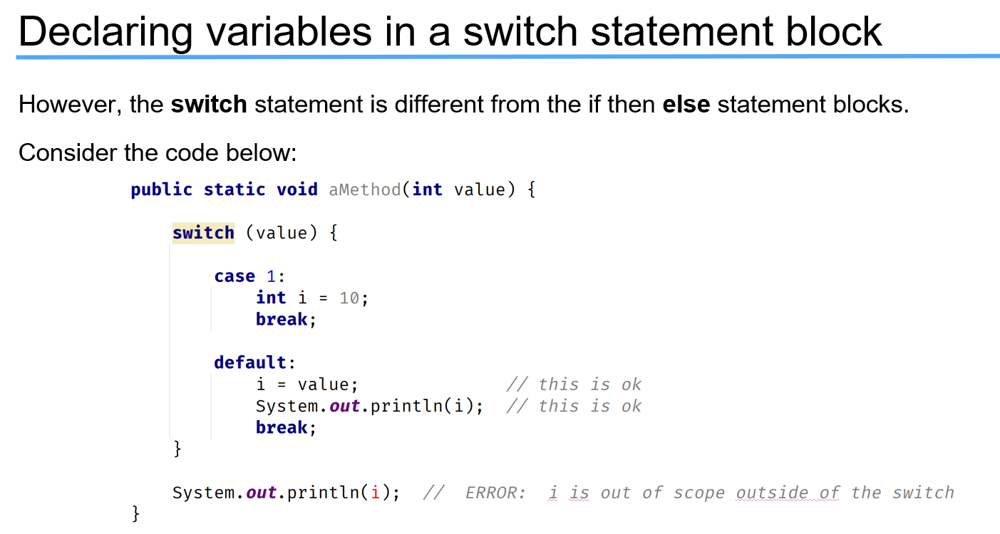 Declaring variables in a switch statement block
However, the switch statement is different from the if then else statement blocks.
Consider the code below:
public static void aMethod(int value) {
switch (value) {
case 1:
int i = 10;
break;
default:
i = value; // this is ok
System.out.println(i); // this is ok
break;
}
System.out.println(i); // ERROR: i is out of scope outside of the switch
}